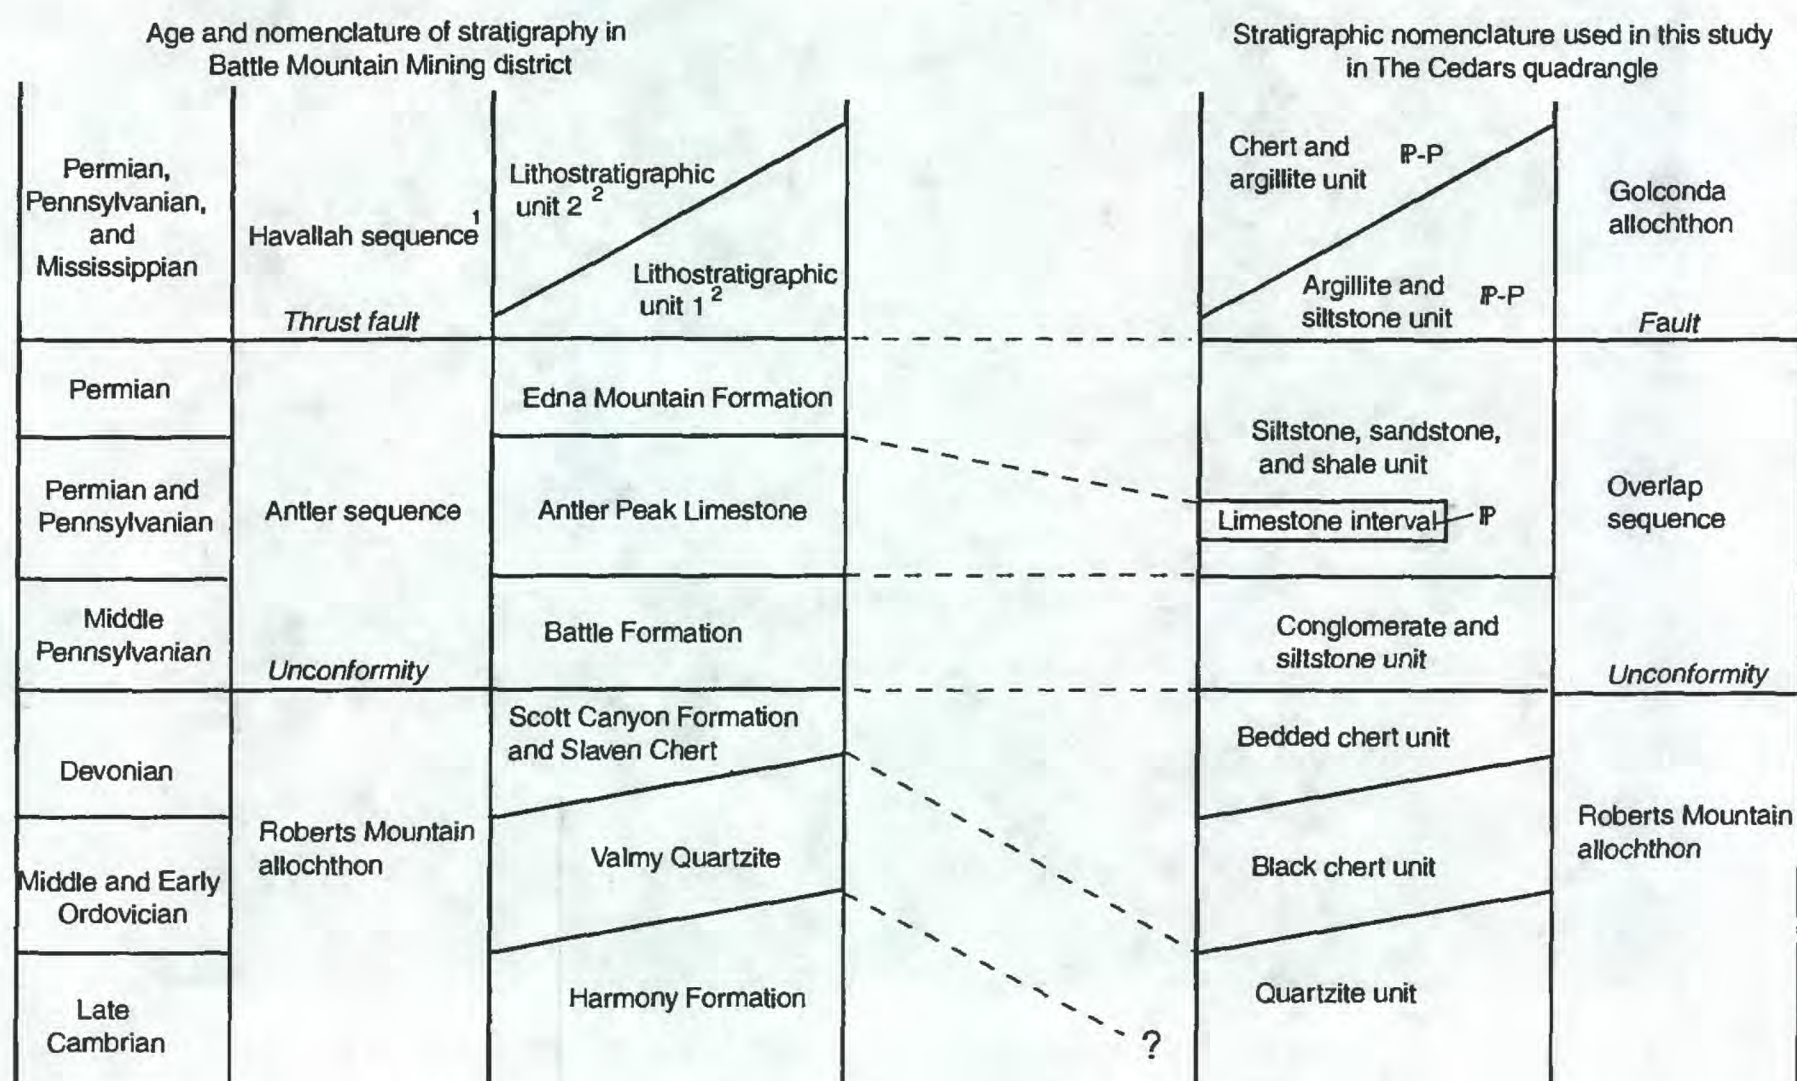 Age and nomenclature of stratigraphy in
Battle Mountain Mining district
Stratigraphic nomenclature used in this study
in The Cedars quadrangle
Permian,
Pennsylvanian,
and
Mississippian
Havallah sequence 1
Thrust fault
Lithostratigraphic
unit 2 2
Lithostratigraphic
unit 1 2
Chert and
argillite unit
IP-P
Argillite and
siltstone unit
IP-P
Golconda
allochthon
Fault
Permian
Edna Mountain Formation
Siltstone, sandstone,
and shale unit
Permian and
Pennsylvanian
Antler sequence
Antler Peak Limestone
Limestone interval
IP
Overlap
sequence
Middle
Pennsylvanian
Unconformity
Battle Formation
Conglomerate and
siltstone unit
Unconformity
Devonian
Scott Canyon Formation
and Slaven Chert
Bedded chert unit
Roberts Mountain
allochthon
Middle and Early
Ordovician
Valmy Quartzite
Black chert unit
Roberts Mountain
allochthon
Late
Cambrian
Harmony Formation
?
Quartzite unit